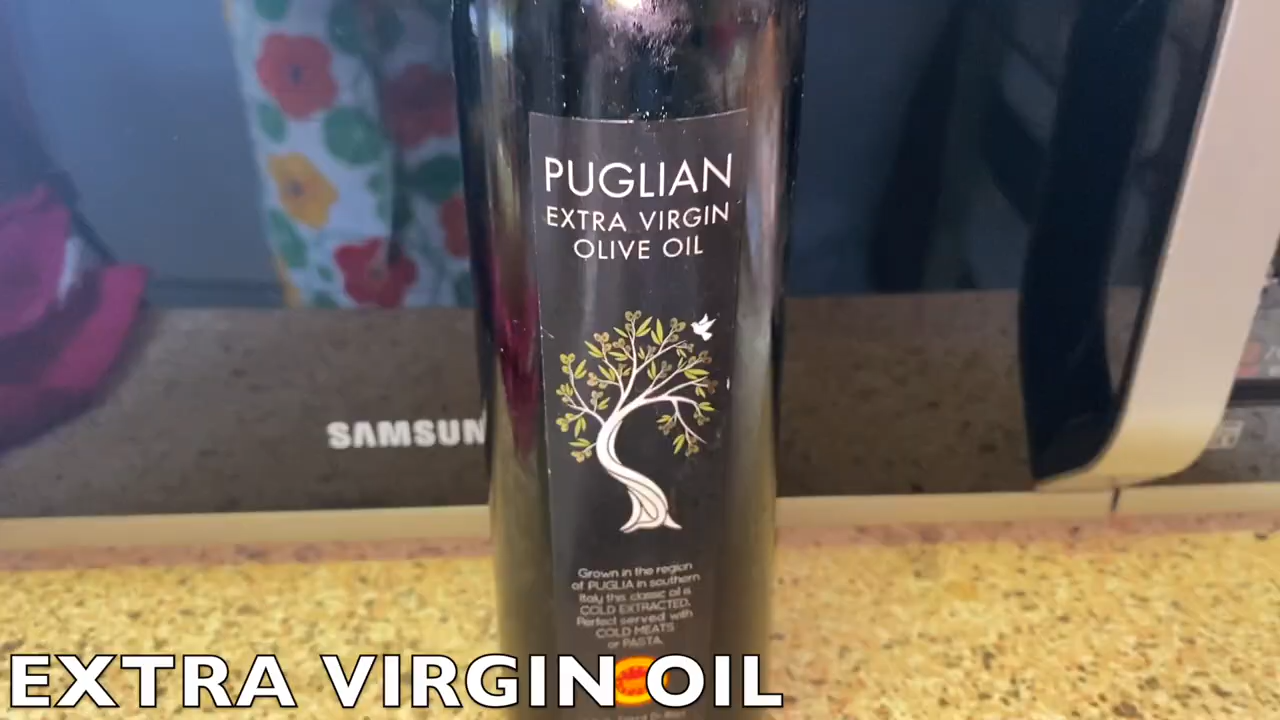 PUGLIAN
EXTRA VIRGIN
OLIVE OIL
SAMSUN
Grown in the region
of PUGLIA in southern
Italy this classic oil is
COLD EXTRACTED.
Perfect served with
COLD MEATS
or PASTA.
EXTRA VIRGIN OIL